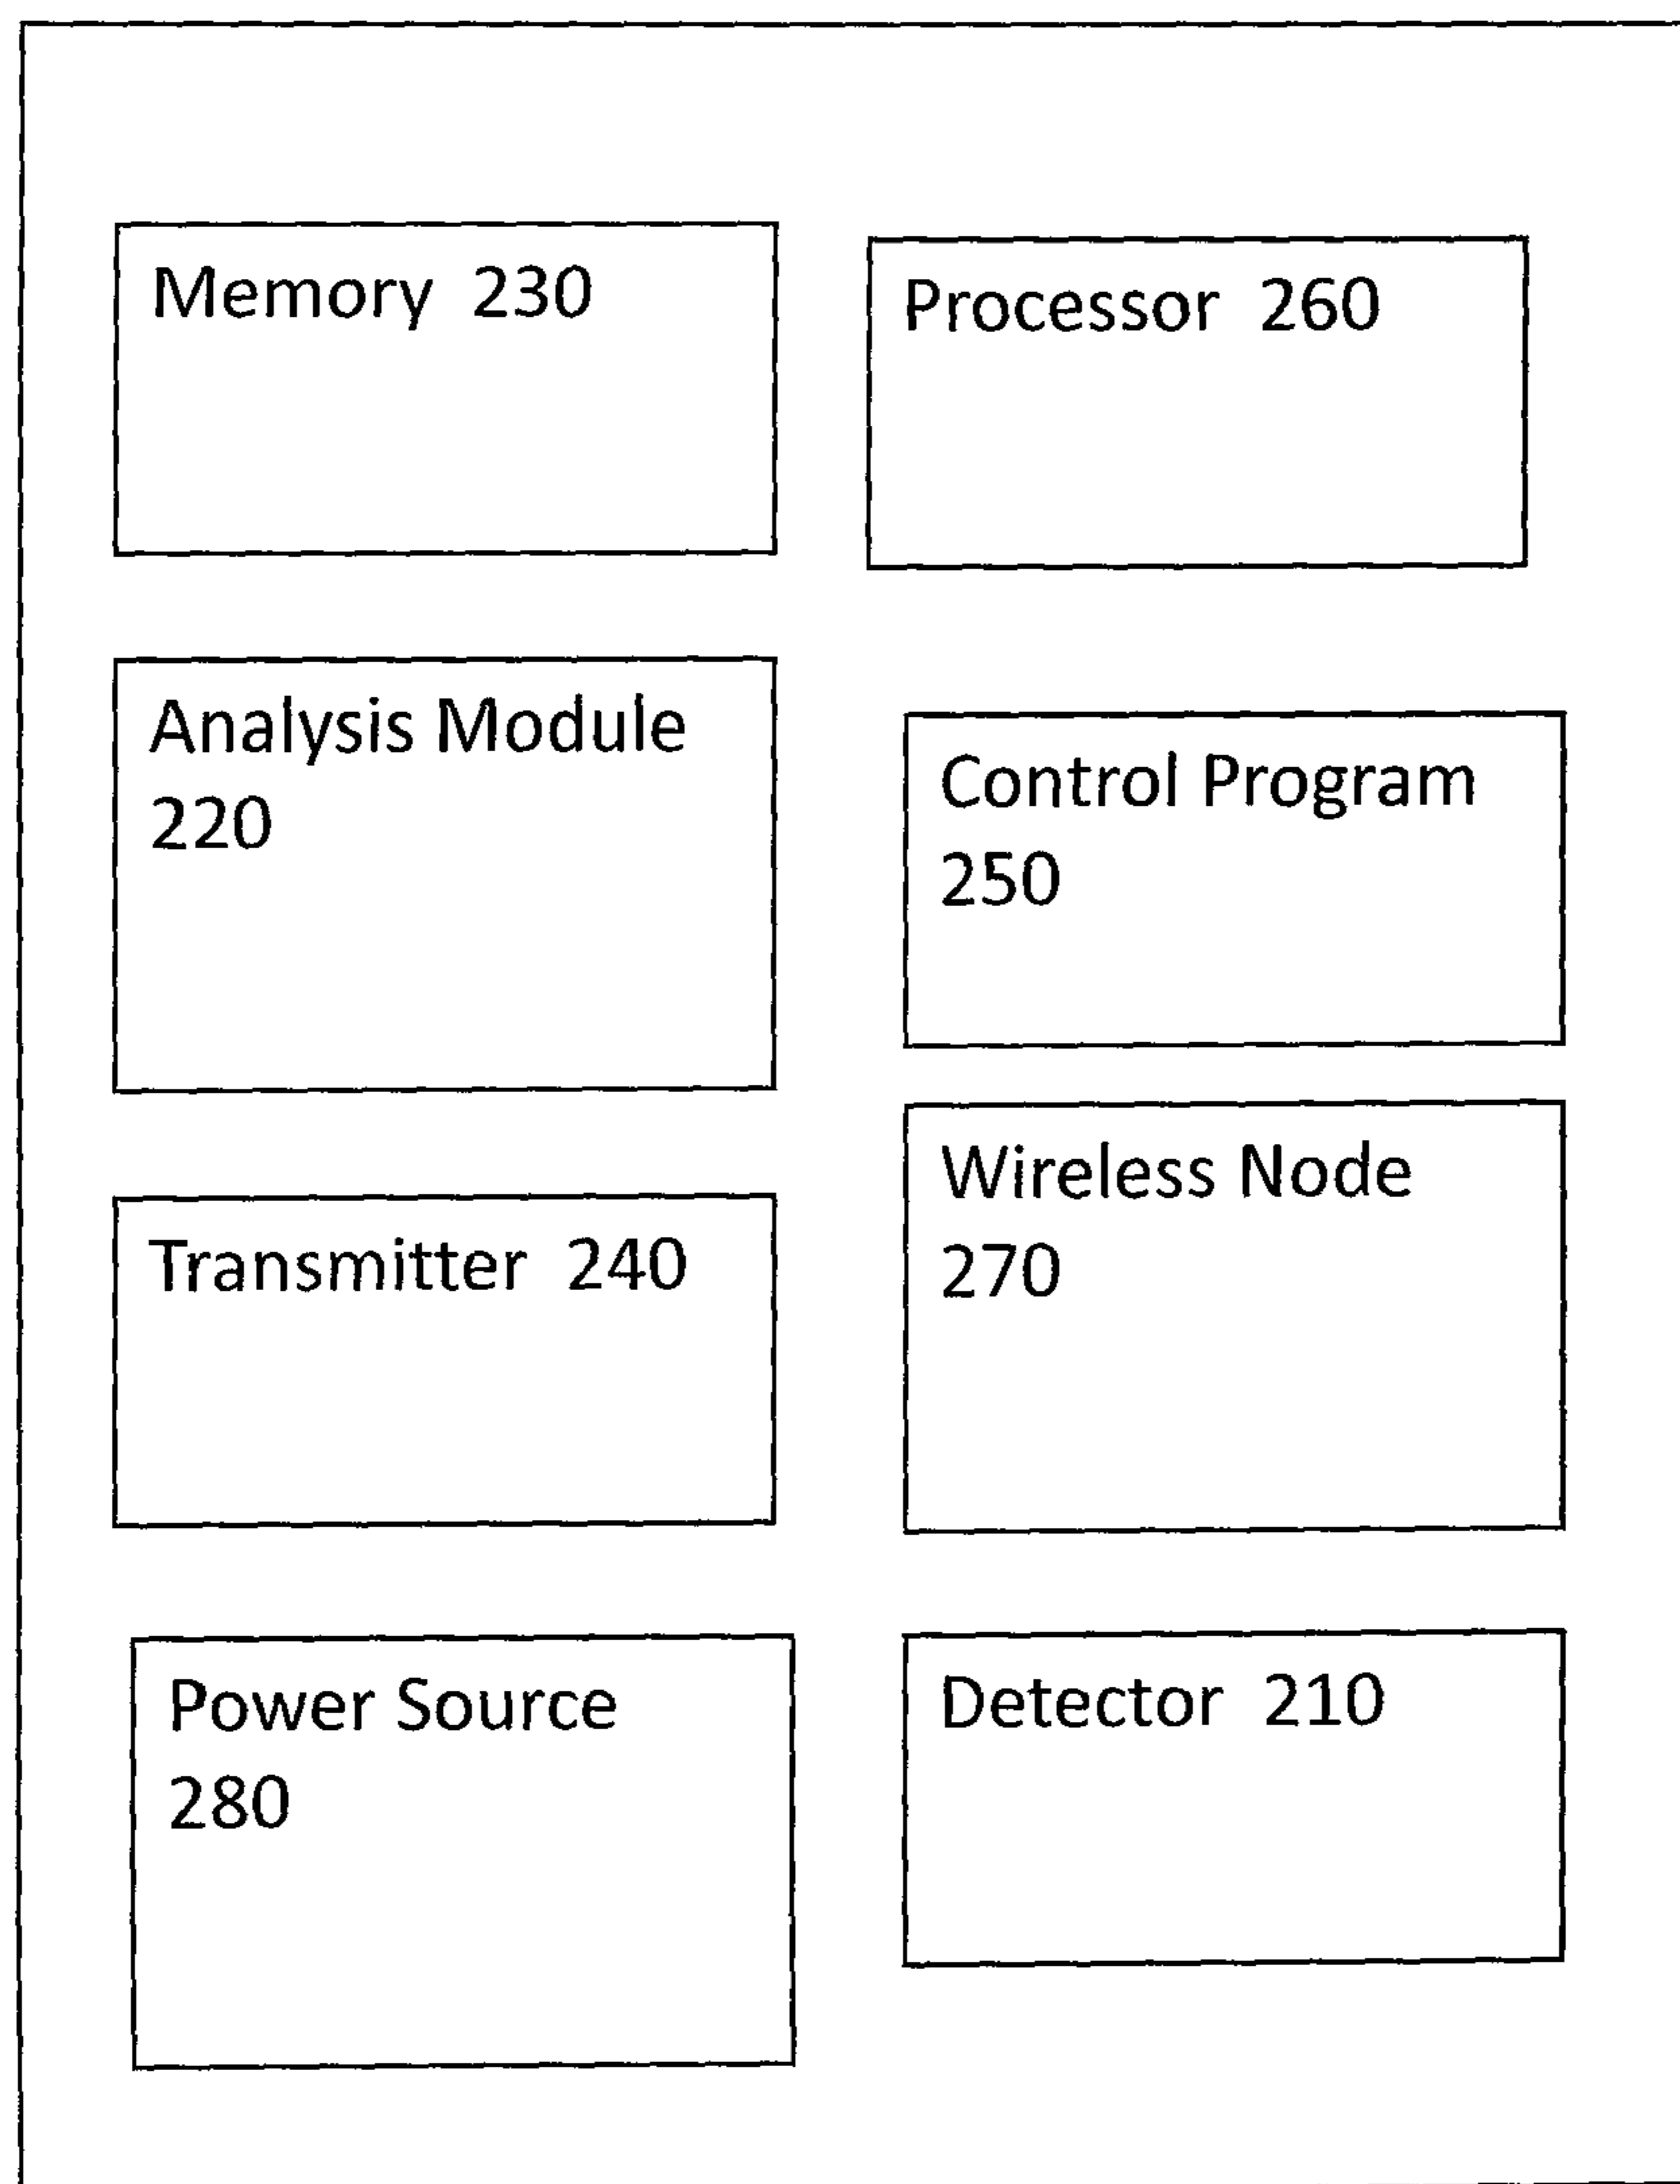 Memory 230
Processor 260
Analysis Module
220
Control Program
250
Transmitter 240
Wireless Node
270
Power Source
280
Detector 210